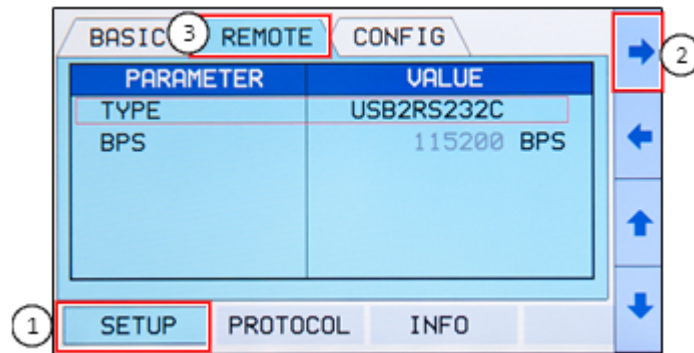 BASIC 3 REMOTE CONFIG
2
PARAMETER VALUE
TYPE USB2RS232C
BPS 115200 BPS
1
SETUP PROTOCOL INFO